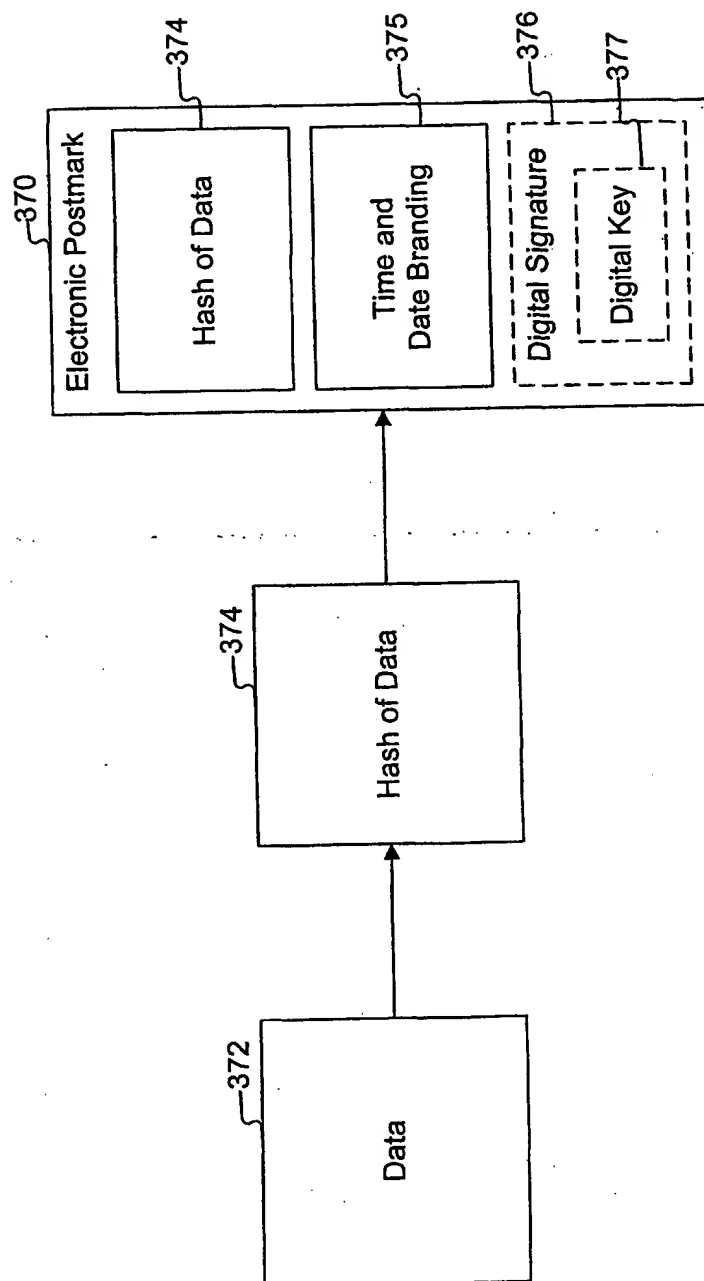 372
Data
374
Hash of Data
370
Electronic Postmark
Hash of Data
374
Time and
Date Branding
375
Digital Signature
376
Digital Key
377